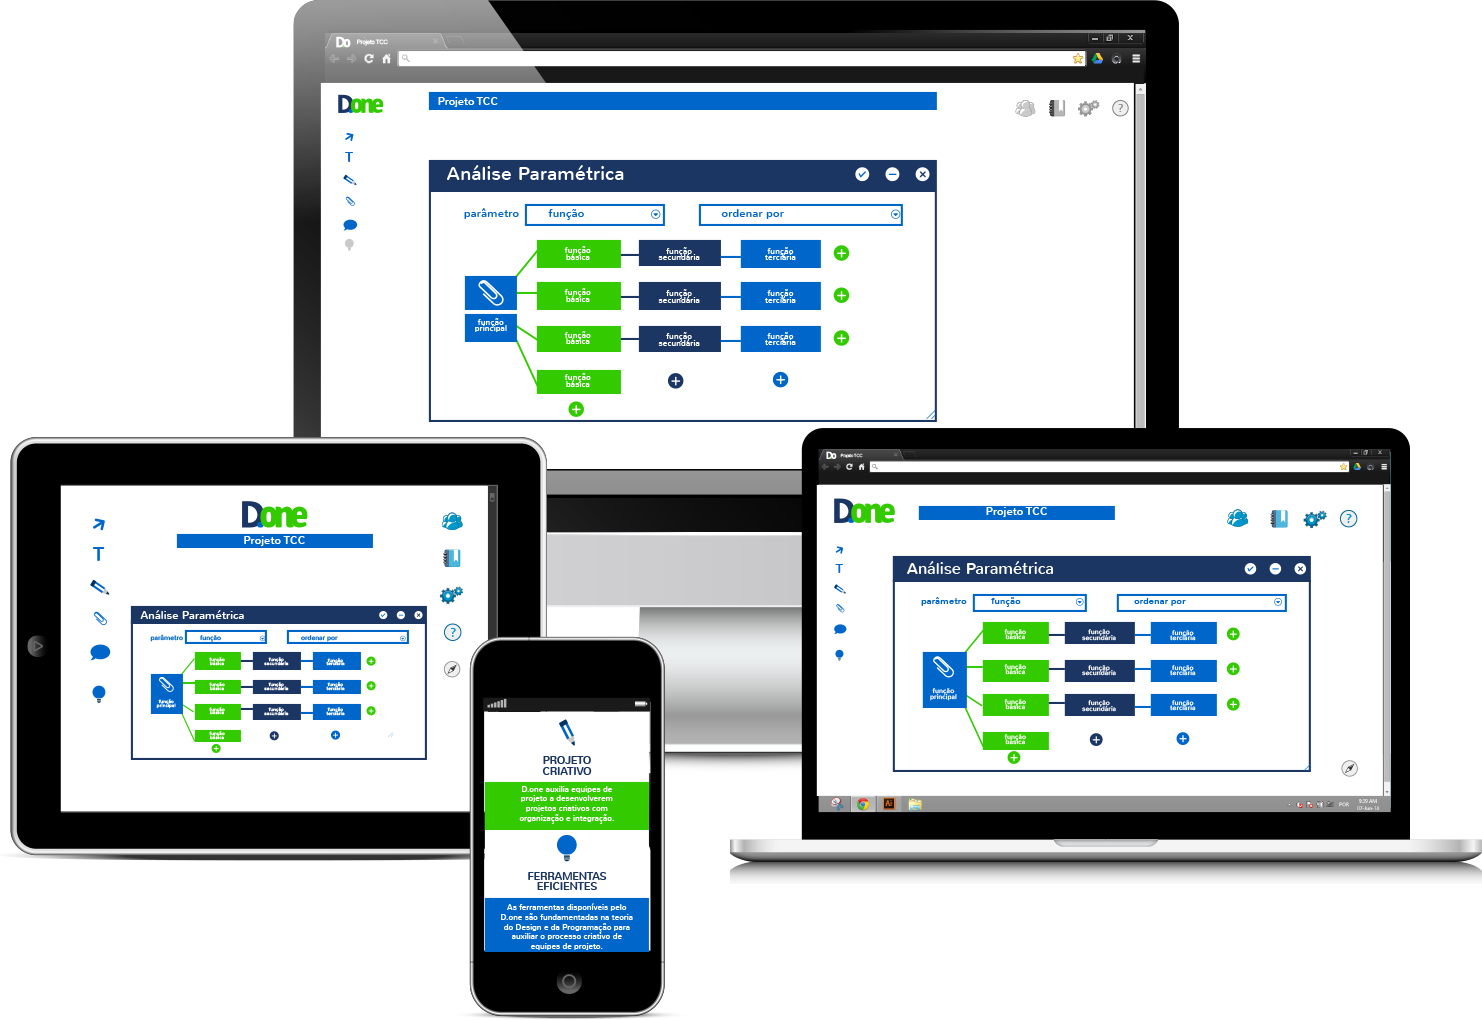 Do Projeto TCC
D.one
Projeto TCC
T
?
Análise Paramétrica
parâmetro
função
ordenar por
função
básica
função
secundária
função
terciária
função
básica
função
secundária
função
terciária
função
principal
função
básica
função
secundária
função
terciária
função
básica
D.one
Projeto TCC
T
?
Análise Paramétrica
parâmetro
função
ordenar por
função
básica
função
secundária
função
terciária
função
básica
função
secundária
função
terciária
função
principal
função
básica
função
secundária
função
terciária
função
básica
PROJETO
CRIATIVO
D.one auxilia equipes de
projeto a desenvolverem
projetos criativos com
organização e integração.
FERRAMENTAS
EFICIENTES
As ferramentas disponíveis pelo
D.one são fundamentadas na teoria
do Design e da Programação para
auxiliar o processo criativo de
equipes de projeto.
Do Projeto TCC
D.one
Projeto TCC
T
?
Análise Paramétrica
parâmetro
função
ordenar por
função
básica
função
secundária
função
terciária
função
básica
função
secundária
função
terciária
função
principal
função
básica
função
secundária
função
terciária
função
básica
Ai
POR